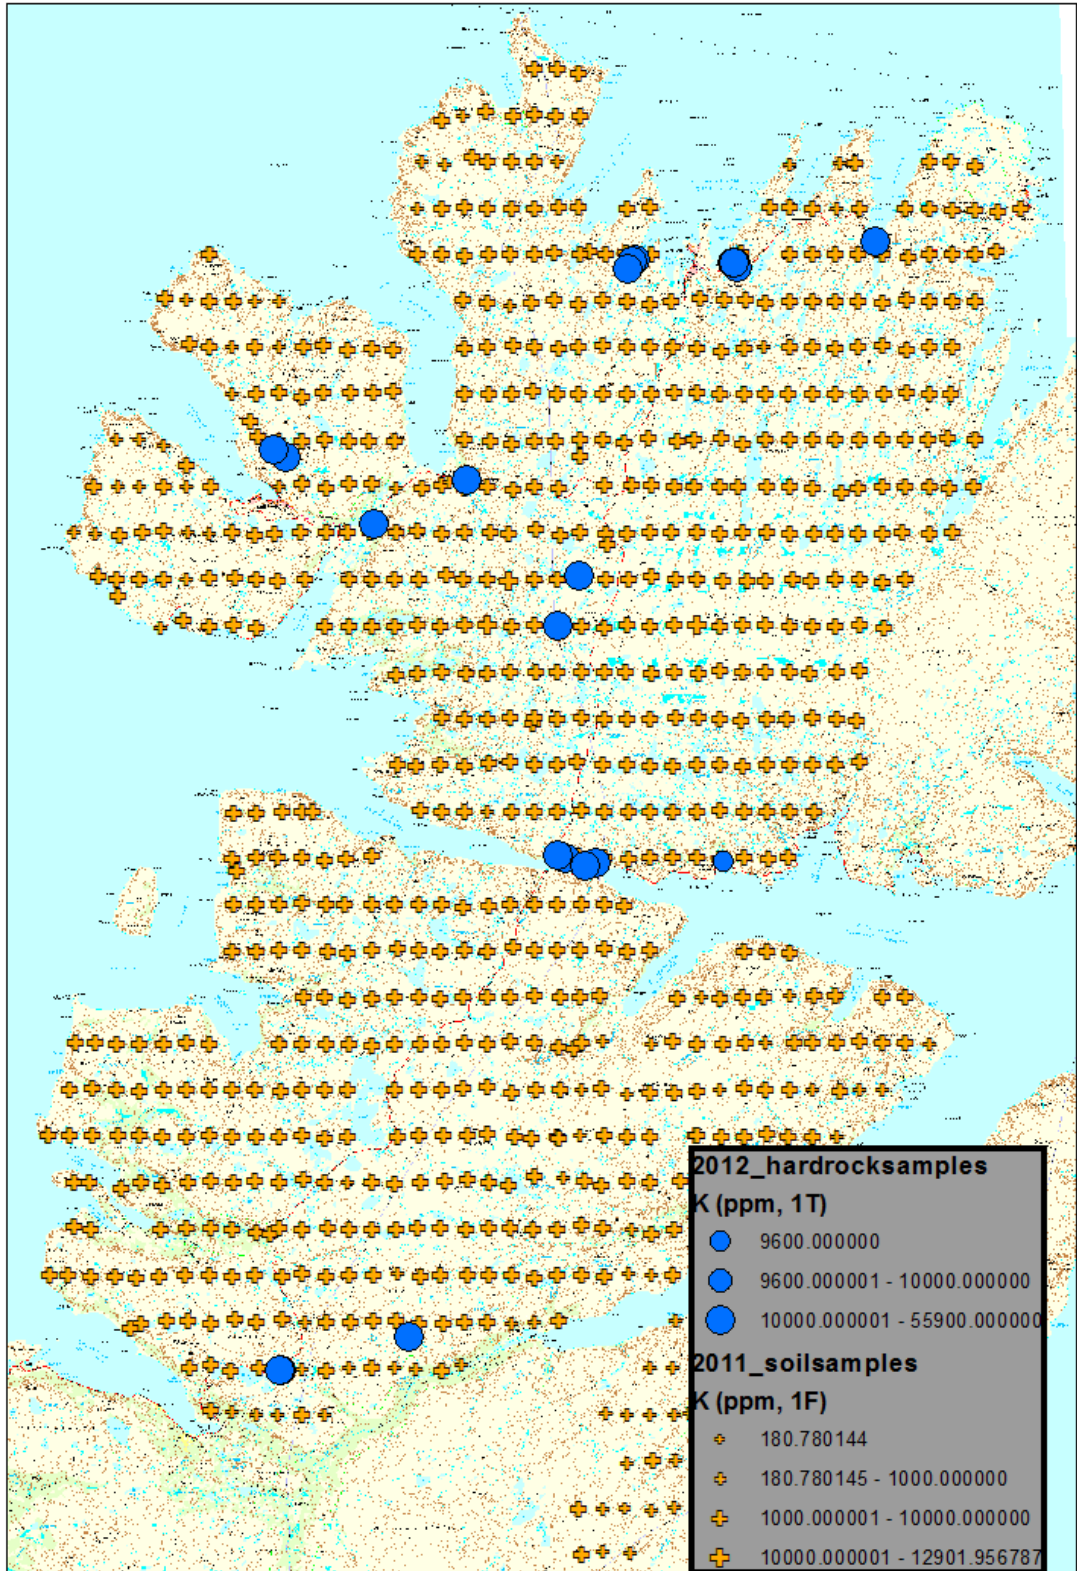 2012_hardrocksamples
K (ppm, 1T)
9600.000000
9600.000001 - 10000.000000
10000.000001 - 55900.000000
2011_soilsamples
K (ppm, 1F)
180.780144
180.780145 - 1000.000000
1000.000001 - 10000.000000
10000.000001 - 12901.956787